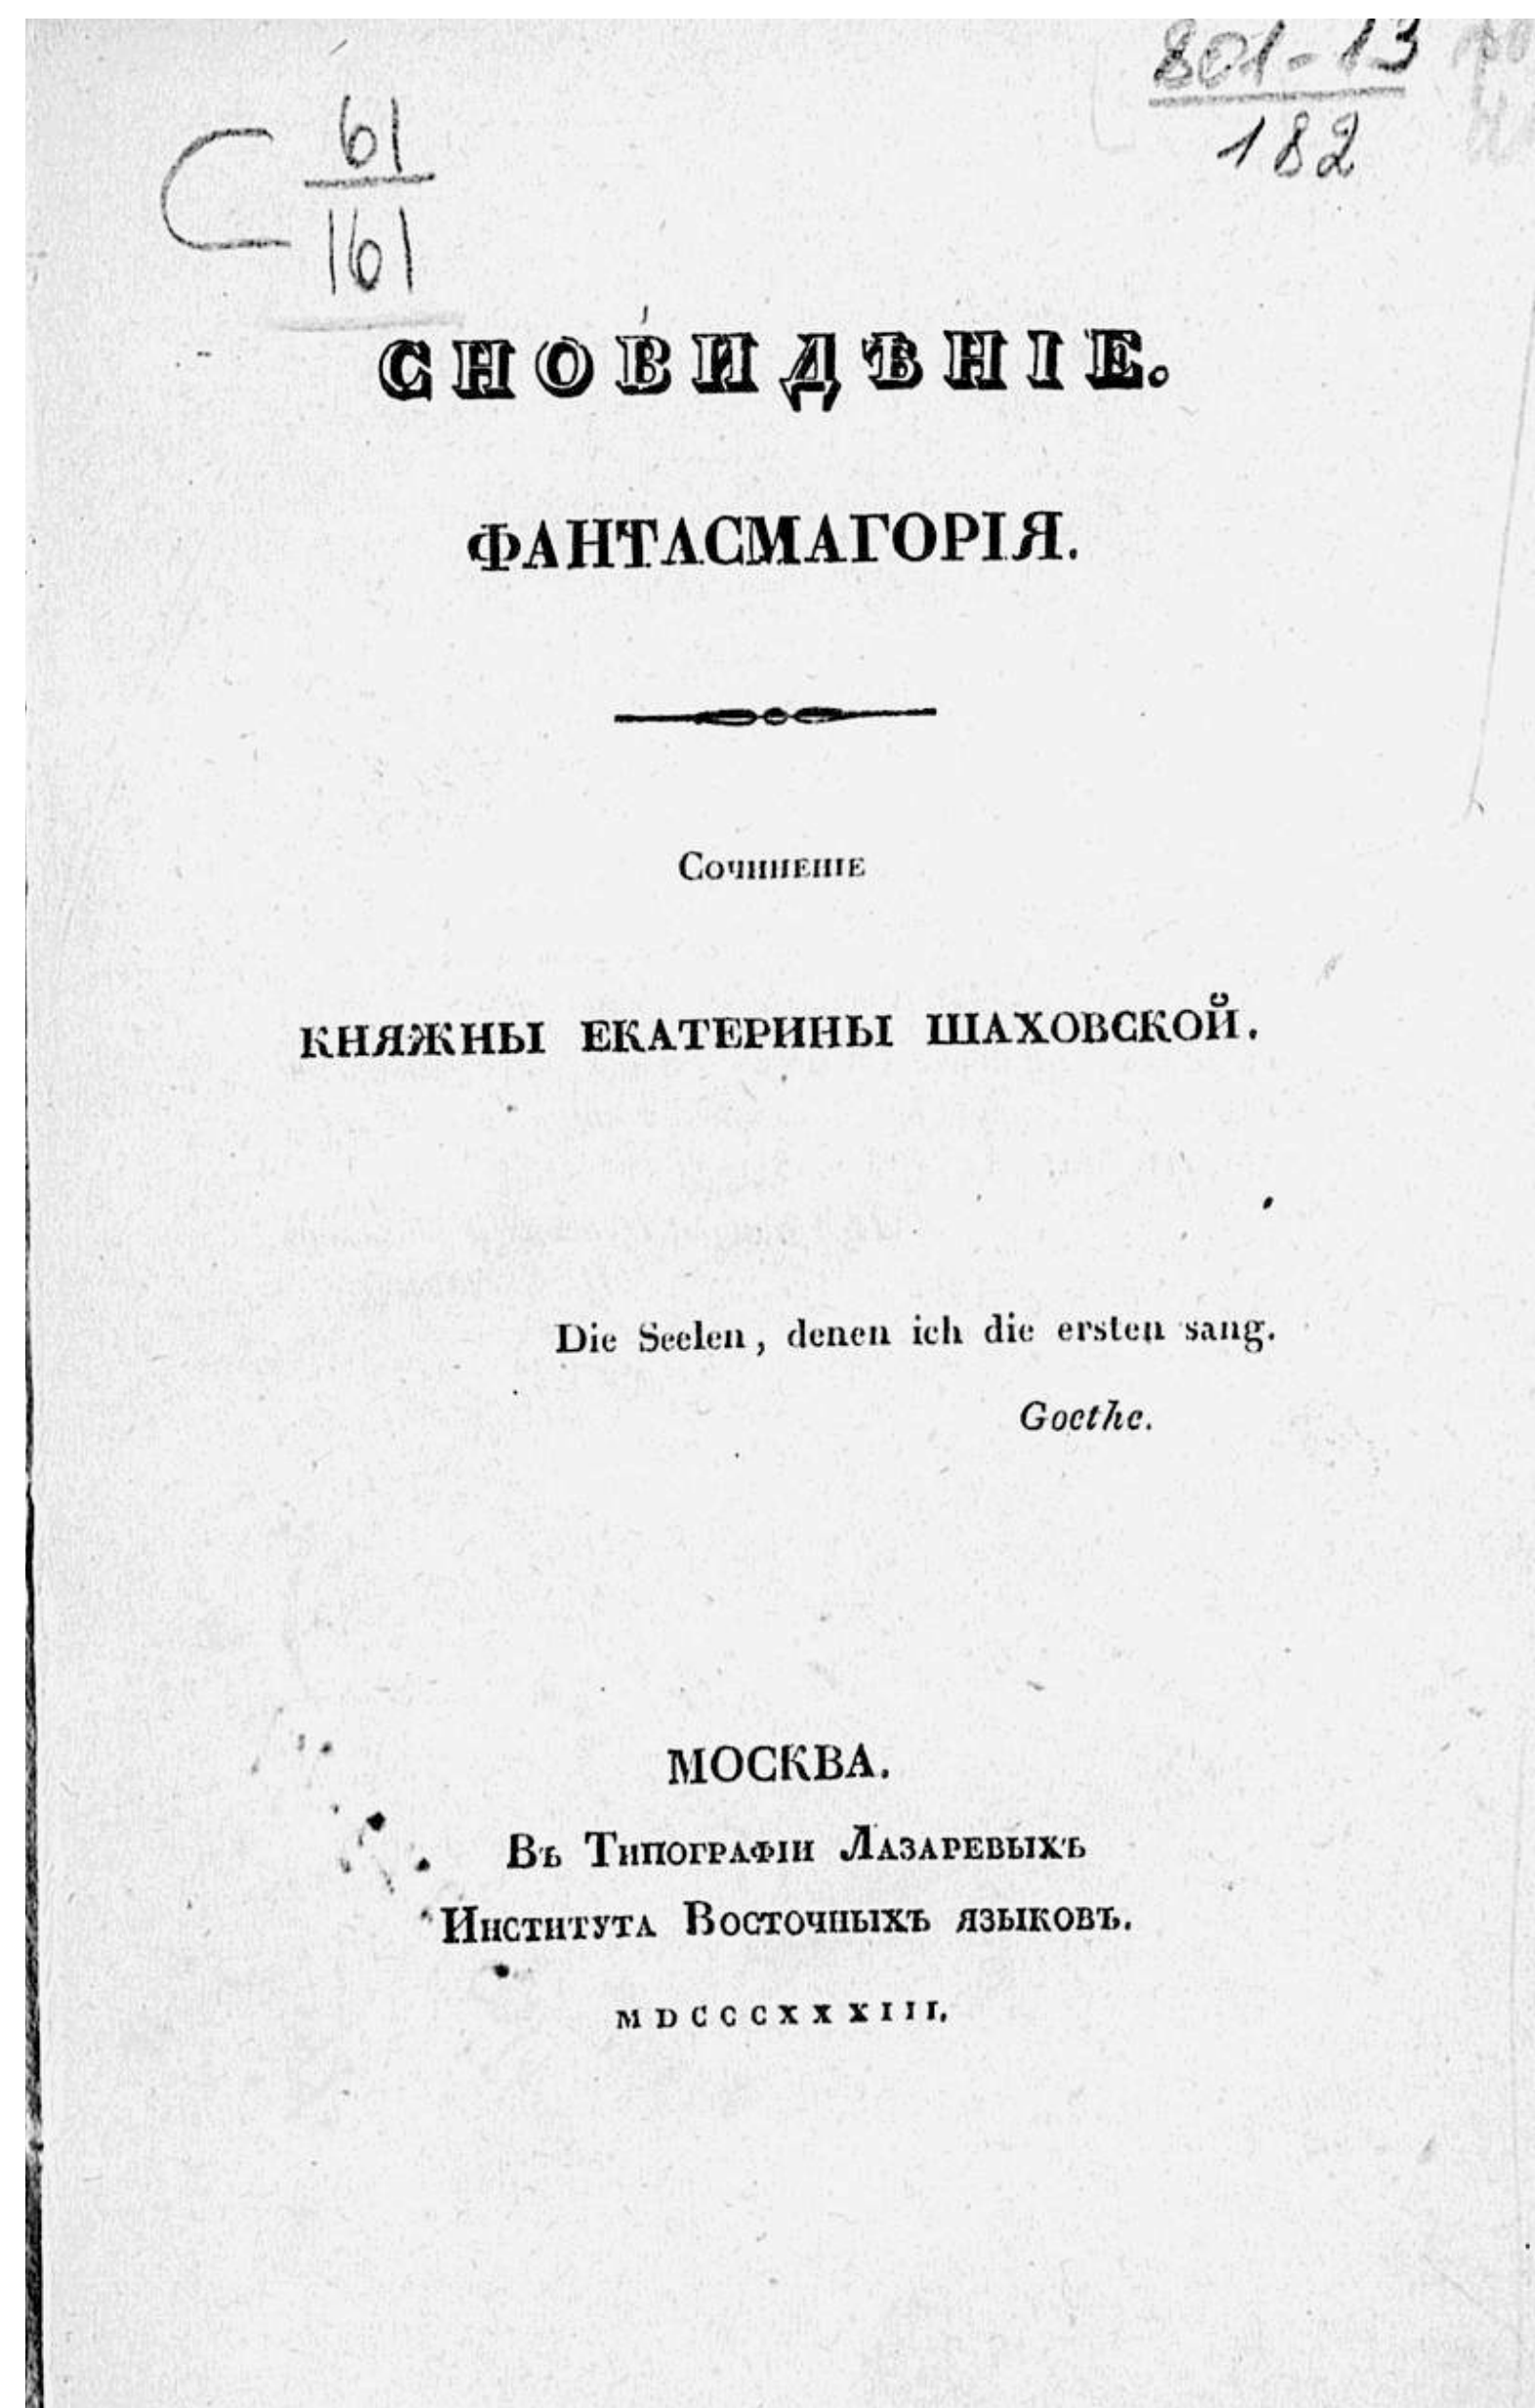 801-13
182
С 61
161
СНОВИДѢНІЕ.
ФАНТАСМАГОРІЯ.
Сочиненіе
КНЯЖНЫ ЕКАТЕРИНЫ ШАХОВСКОЙ.
Die Seelen, denen ich die ersten sang.
Goethe.
МОСКВА.
Въ Типографіи Лазаревыхъ
Института Восточныхъ языковъ.
MDCCCXXXIII.